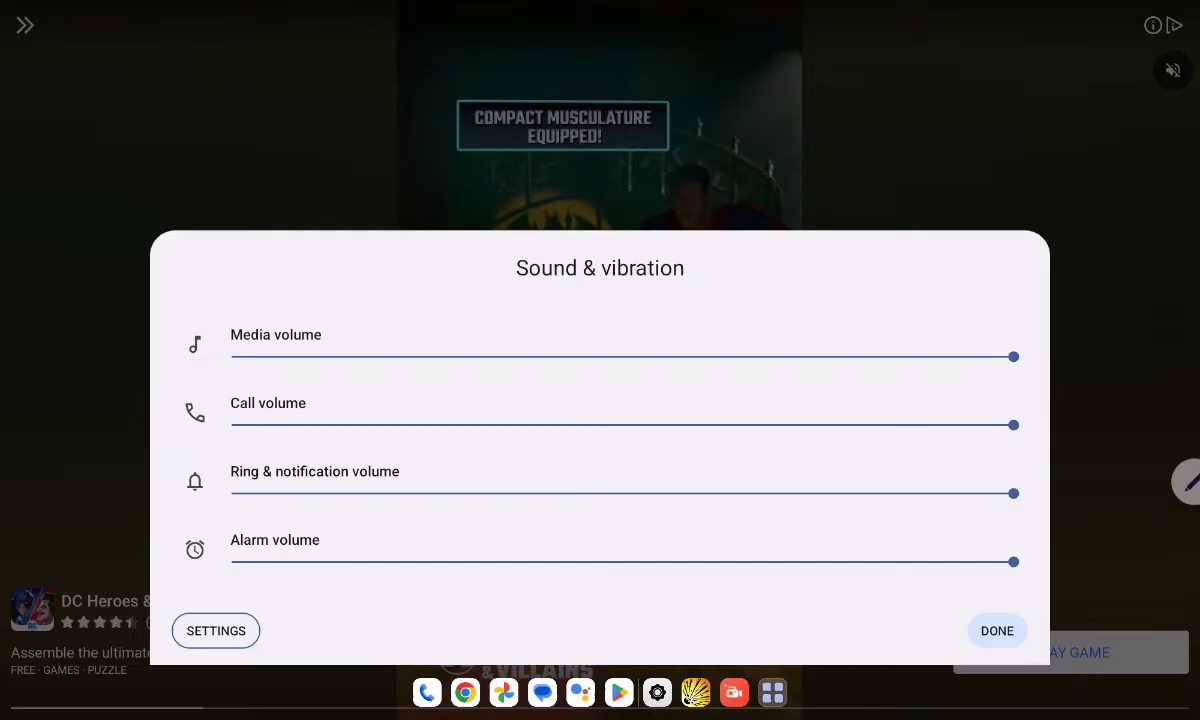 COMPACT MUSCULATURE
EQUIPPED!
Sound & vibration
Media volume
Call volume
Ring & notification volume
Alarm volume
SETTINGS
DONE
DC Heroes &
Assemble the ultimate
FREE · GAMES · PUZZLE
AY GAME
& VILLAINS